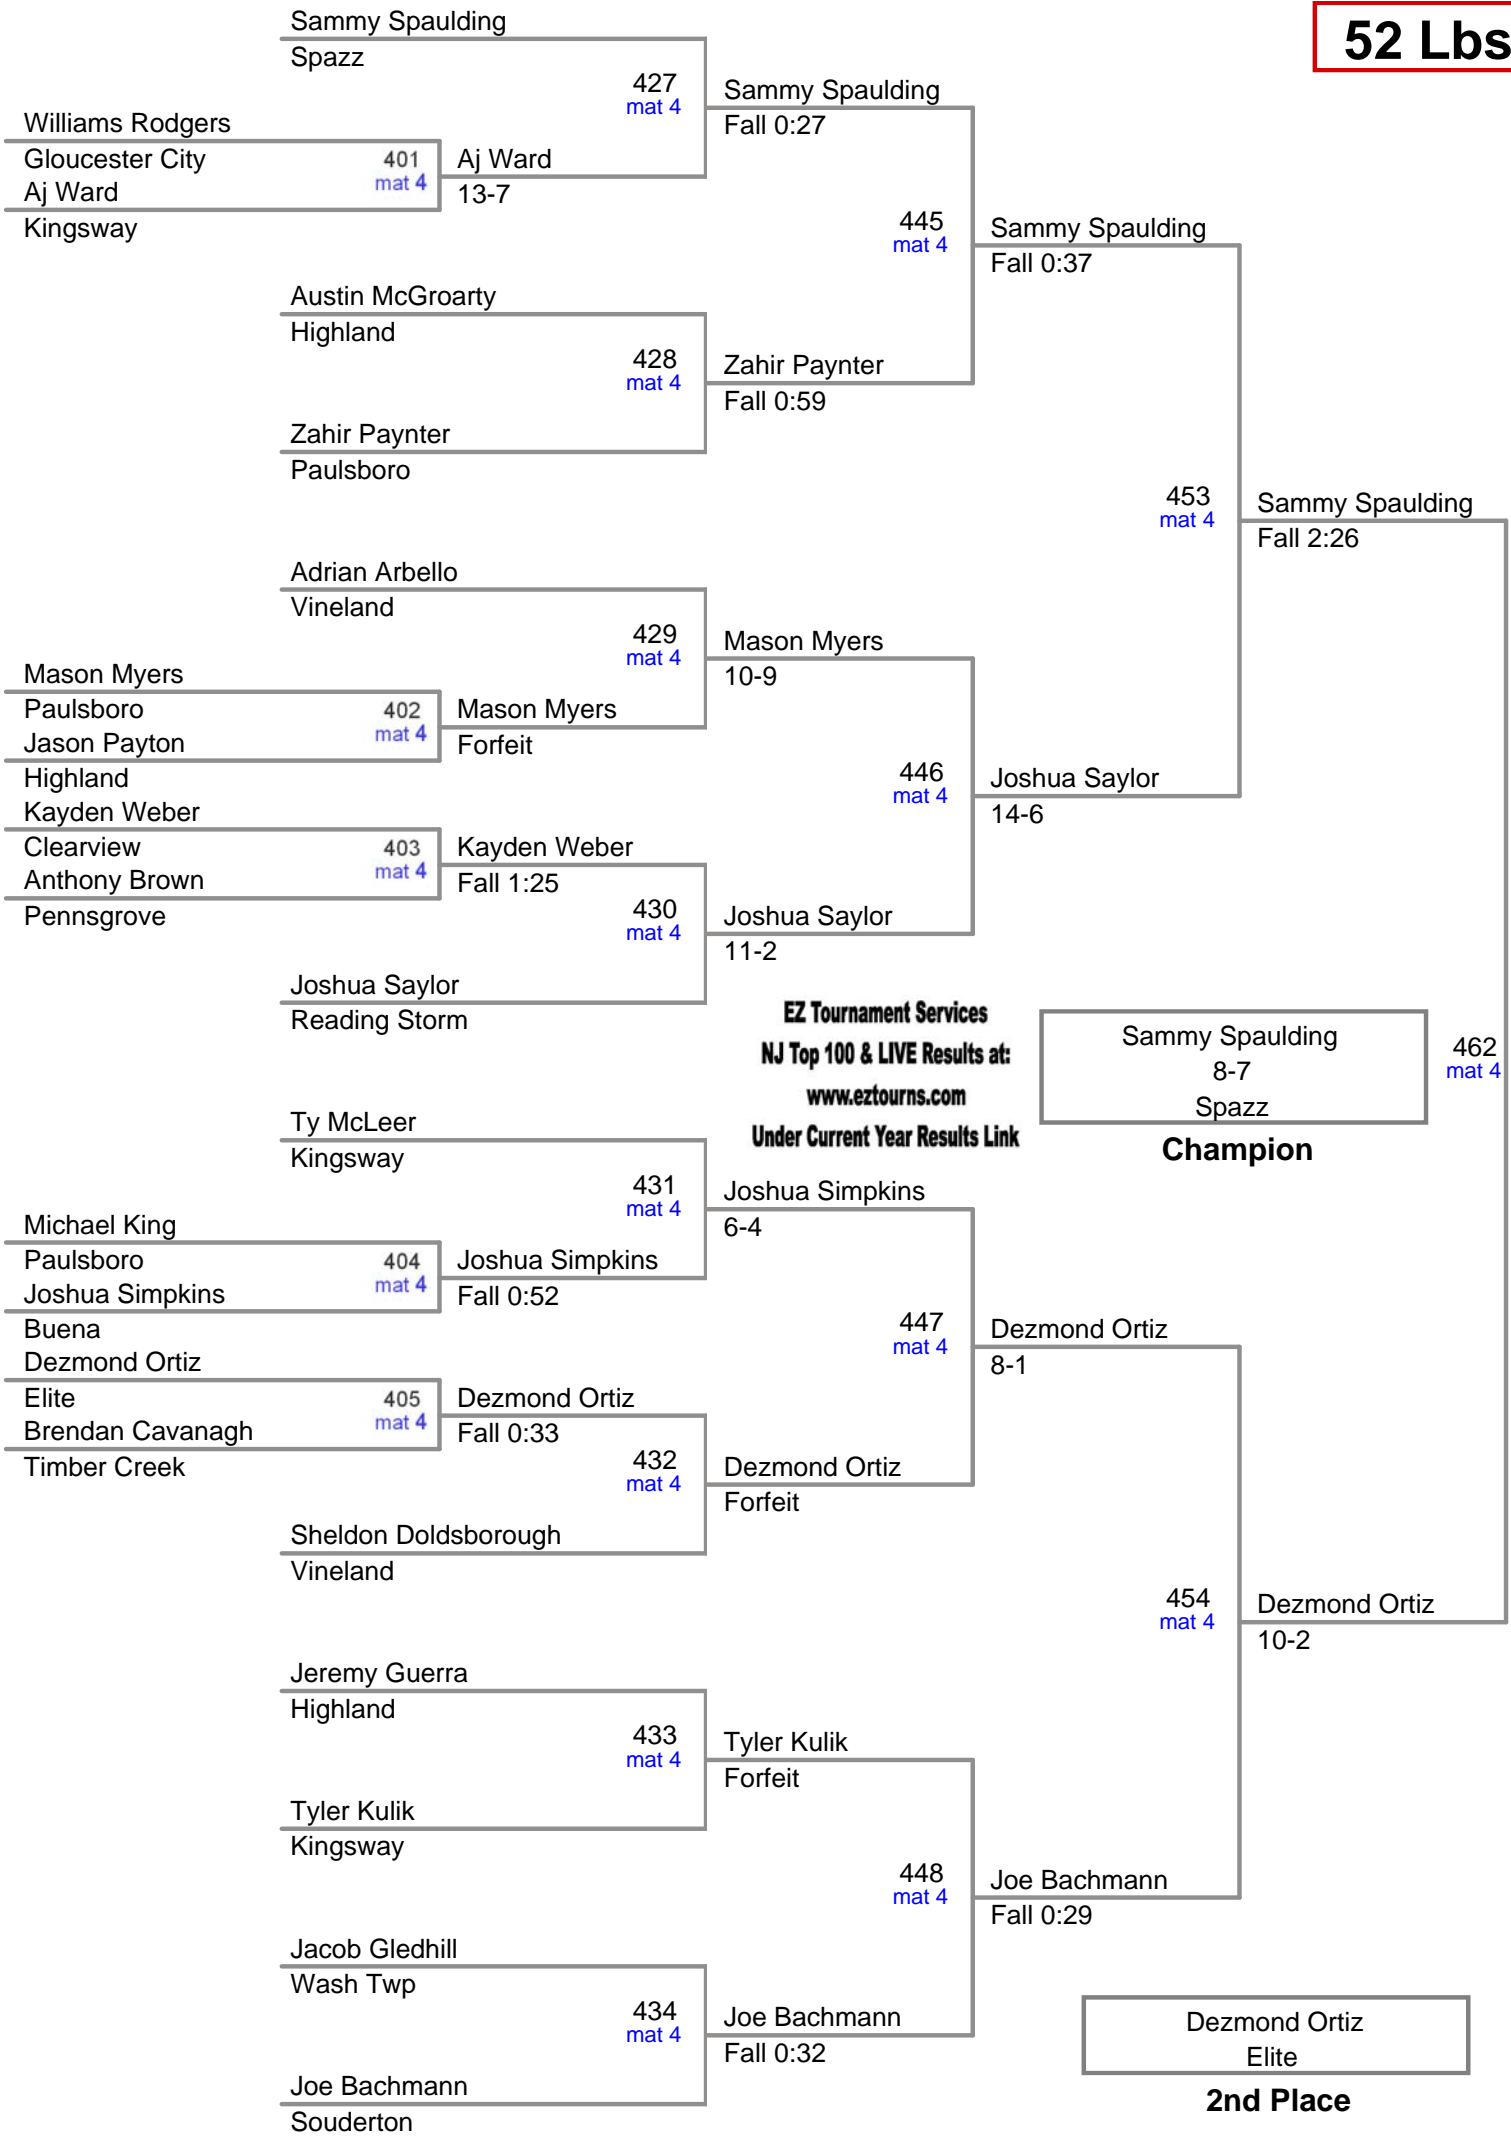 52 Lbs
Sammy Spaulding
Spazz
427
mat 4
Sammy Spaulding
Fall 0:27
Williams Rodgers
Gloucester City
401
mat 4
Aj Ward
13-7
Aj Ward
Kingsway
445
mat 4
Sammy Spaulding
Fall 0:37
Austin McGroarty
Highland
428
mat 4
Zahir Paynter
Fall 0:59
Zahir Paynter
Paulsboro
453
mat 4
Sammy Spaulding
Fall 2:26
Adrian Arbello
Vineland
429
mat 4
Mason Myers
10-9
Mason Myers
Paulsboro
402
mat 4
Mason Myers
Forfeit
Jason Payton
Highland
446
mat 4
Joshua Saylor
14-6
Kayden Weber
Clearview
403
mat 4
Kayden Weber
Fall 1:25
Anthony Brown
Pennsgrove
430
mat 4
Joshua Saylor
11-2
Joshua Saylor
Reading Storm
EZ Tournament Services
NJ Top 100 & LIVE Results at:
www.eztourns.com
Under Current Year Results Link
Sammy Spaulding
8-7
Spazz
Champion
462
mat 4
Ty McLeer
Kingsway
431
mat 4
Joshua Simpkins
6-4
Michael King
Paulsboro
404
mat 4
Joshua Simpkins
Fall 0:52
Joshua Simpkins
Buena
447
mat 4
Dezmond Ortiz
8-1
Dezmond Ortiz
Elite
405
mat 4
Dezmond Ortiz
Fall 0:33
Brendan Cavanagh
Timber Creek
432
mat 4
Dezmond Ortiz
Forfeit
Sheldon Doldsborough
Vineland
454
mat 4
Dezmond Ortiz
10-2
Jeremy Guerra
Highland
433
mat 4
Tyler Kulik
Forfeit
Tyler Kulik
Kingsway
448
mat 4
Joe Bachmann
Fall 0:29
Jacob Gledhill
Wash Twp
434
mat 4
Joe Bachmann
Fall 0:32
Joe Bachmann
Souderton
Dezmond Ortiz
Elite
2nd Place